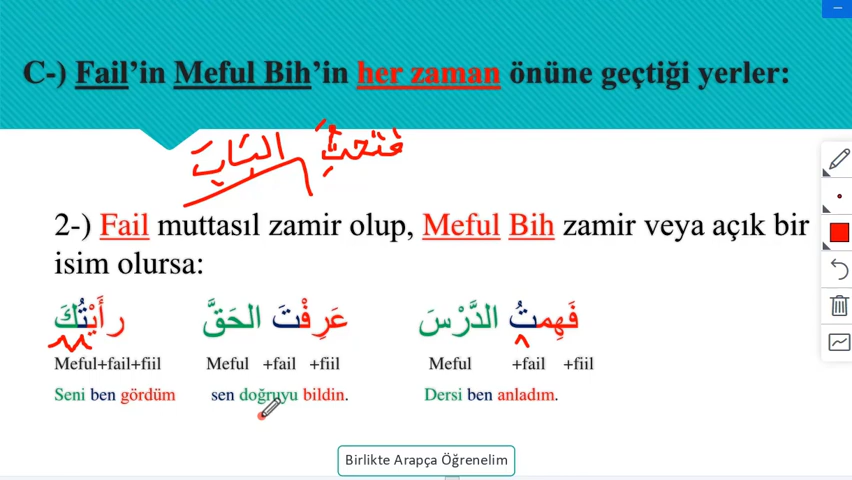 C-) Fail’in Meful Bih’in her zaman önüne geçtiği yerler:
فتحتُ البابَ
2-) Fail muttasıl zamir olup, Meful Bih zamir veya açık bir
isim olursa:
فَهِمتُ الدَّرْسَ
عَرِفْتَ الحَقَّ
رأَيْتُكَ
Meful+fail+fiil
Meful +fail +fiil
Meful +fail +fiil
Seni ben gördüm
sen doğruyu bildin.
Dersi ben anladım.
Birlikte Arapça Öğrenelim